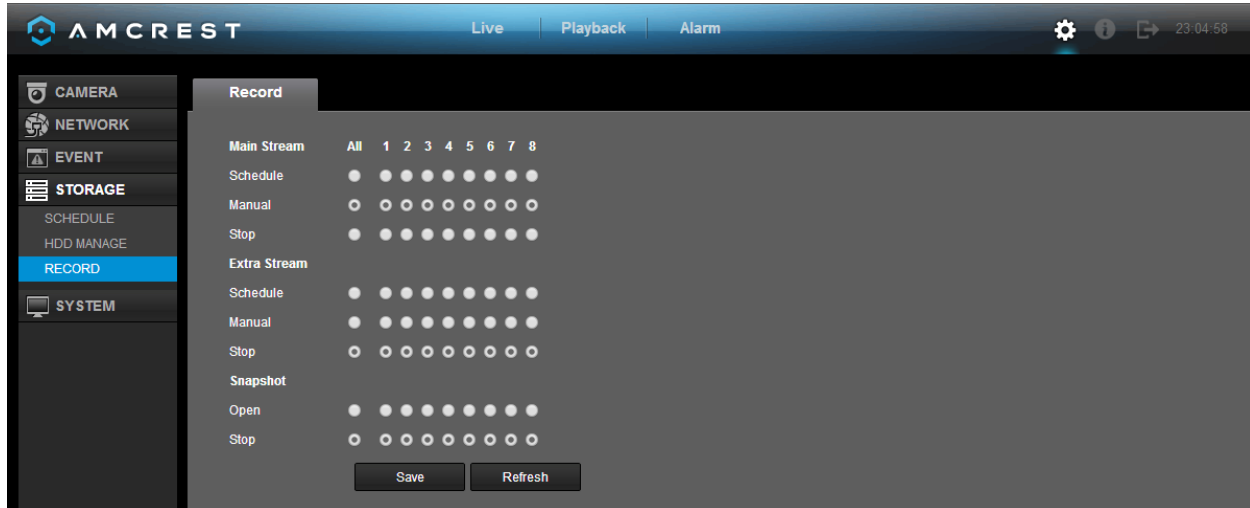 AMCREST Live Playback Alarm 23:04:58
CAMERA
NETWORK
EVENT
STORAGE
SCHEDULE
HDD MANAGE
RECORD
SYSTEM
Record
Main Stream All 1 2 3 4 5 6 7 8
Schedule
Manual
Stop
Extra Stream
Schedule
Manual
Stop
Snapshot
Open
Stop
Save Refresh